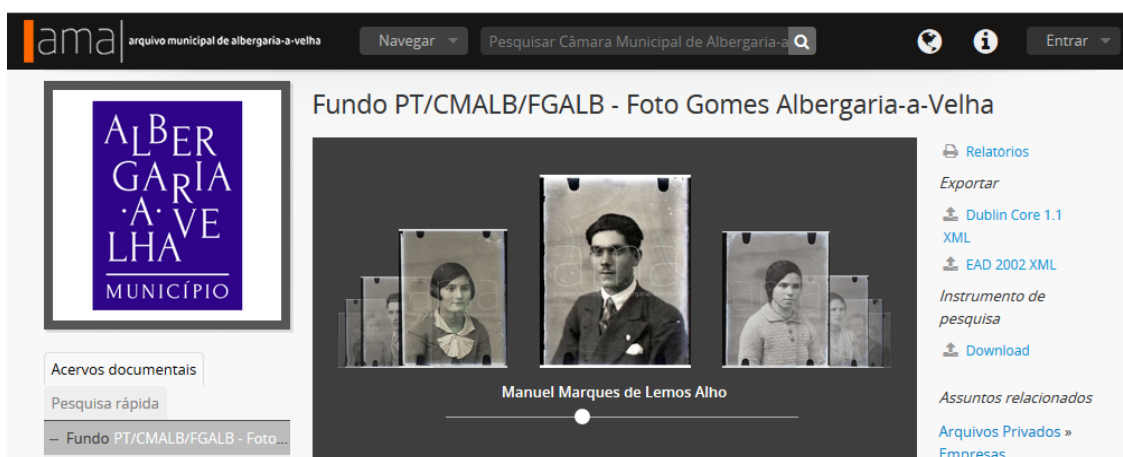 ama arquivo municipal de albergaria-a-velha
Navegar
Pesquisar Câmara Municipal de Albergaria-a
Entrar
ALBER
GARIA
·A·VE
LHA
MUNICÍPIO
Fundo PT/CMALB/FGALB - Foto Gomes Albergaria-a-Velha
ama
Manuel Marques de Lemos Alho
Acervos documentais
Pesquisa rápida
– Fundo PT/CMALB/FGALB - Foto...
Relatórios
Exportar
Dublin Core 1.1
XML
EAD 2002 XML
Instrumento de
pesquisa
Download
Assuntos relacionados
Arquivos Privados »
Empresas